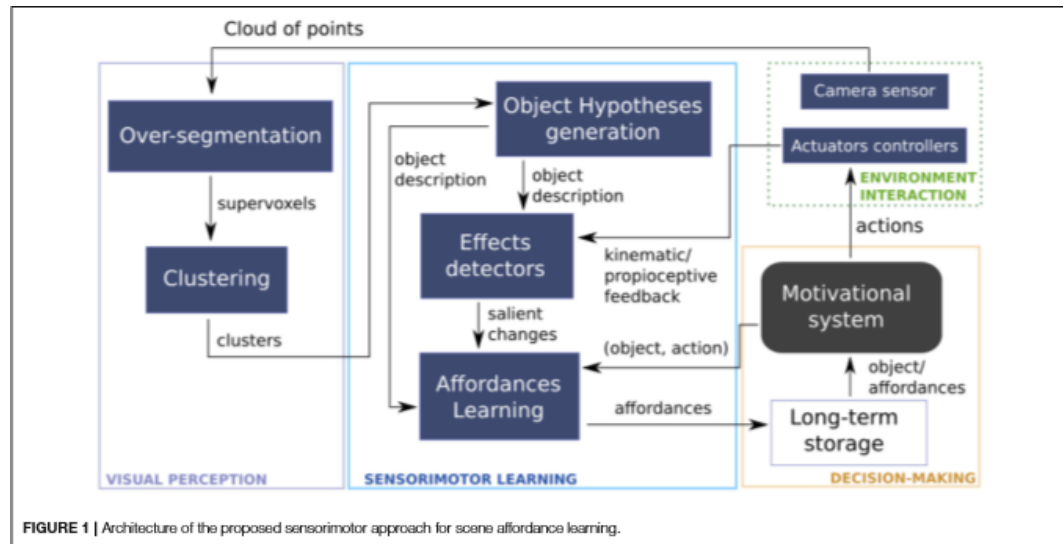 Cloud of points
Over-segmentation
supervoxels
Clustering
clusters
VISUAL PERCEPTION
Object Hypotheses
generation
object
description
object
description
Effects
detectors
kinematic/
propioceptive
feedback
salient
changes
(object, action)
Affordances
Learning
affordances
SENSORIMOTOR LEARNING
Camera sensor
Actuators controllers
ENVIRONMENT
INTERACTION
actions
Motivational
system
object/
affordances
Long-term
storage
DECISION-MAKING
FIGURE 1 | Architecture of the proposed sensorimotor approach for scene affordance learning.